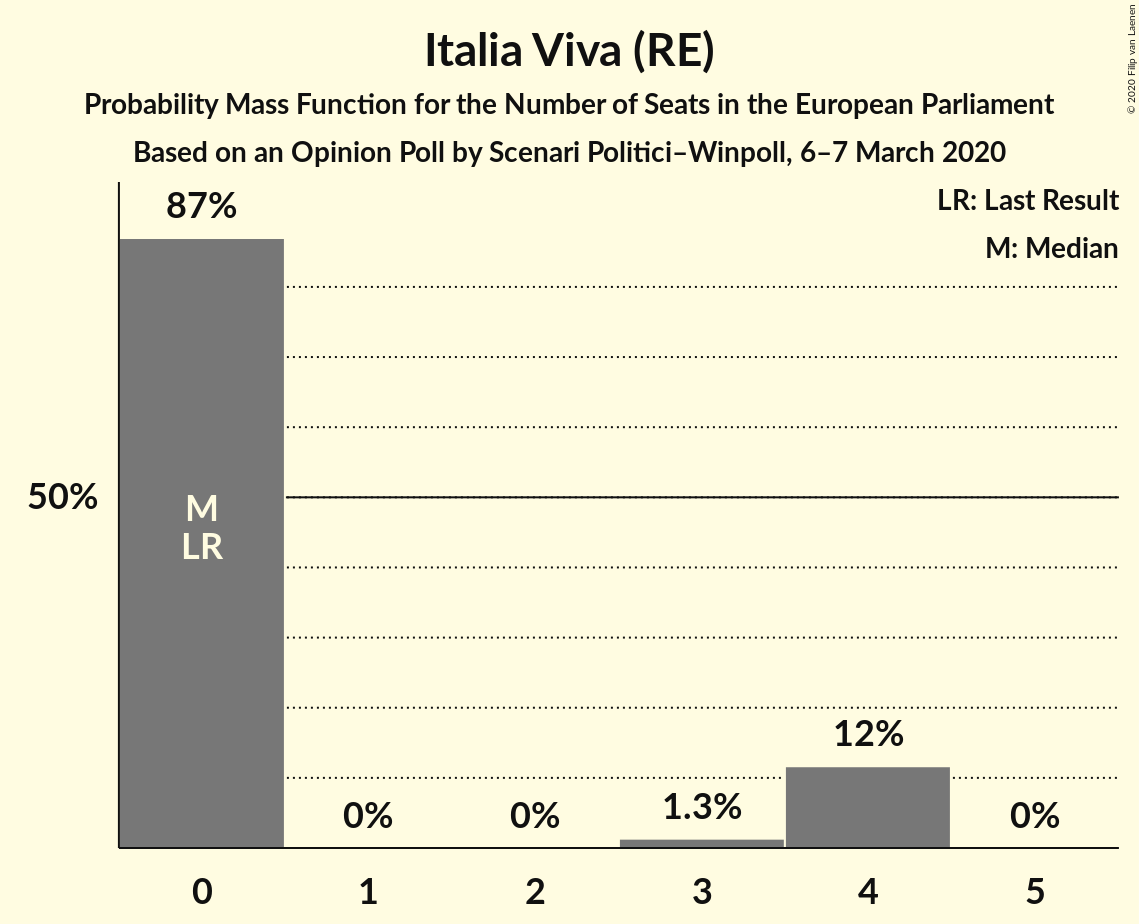 Italia Viva (RE)
Probability Mass Function for the Number of Seats in the European Parliament
Based on an Opinion Poll by Scenari Politici–Winpoll, 6–7 March 2020
© 2020 Filip van Laenen
LR: Last Result
M: Median
87%
50%
M
LR
0%
0%
1.3%
12%
0%
0
1
2
3
4
5